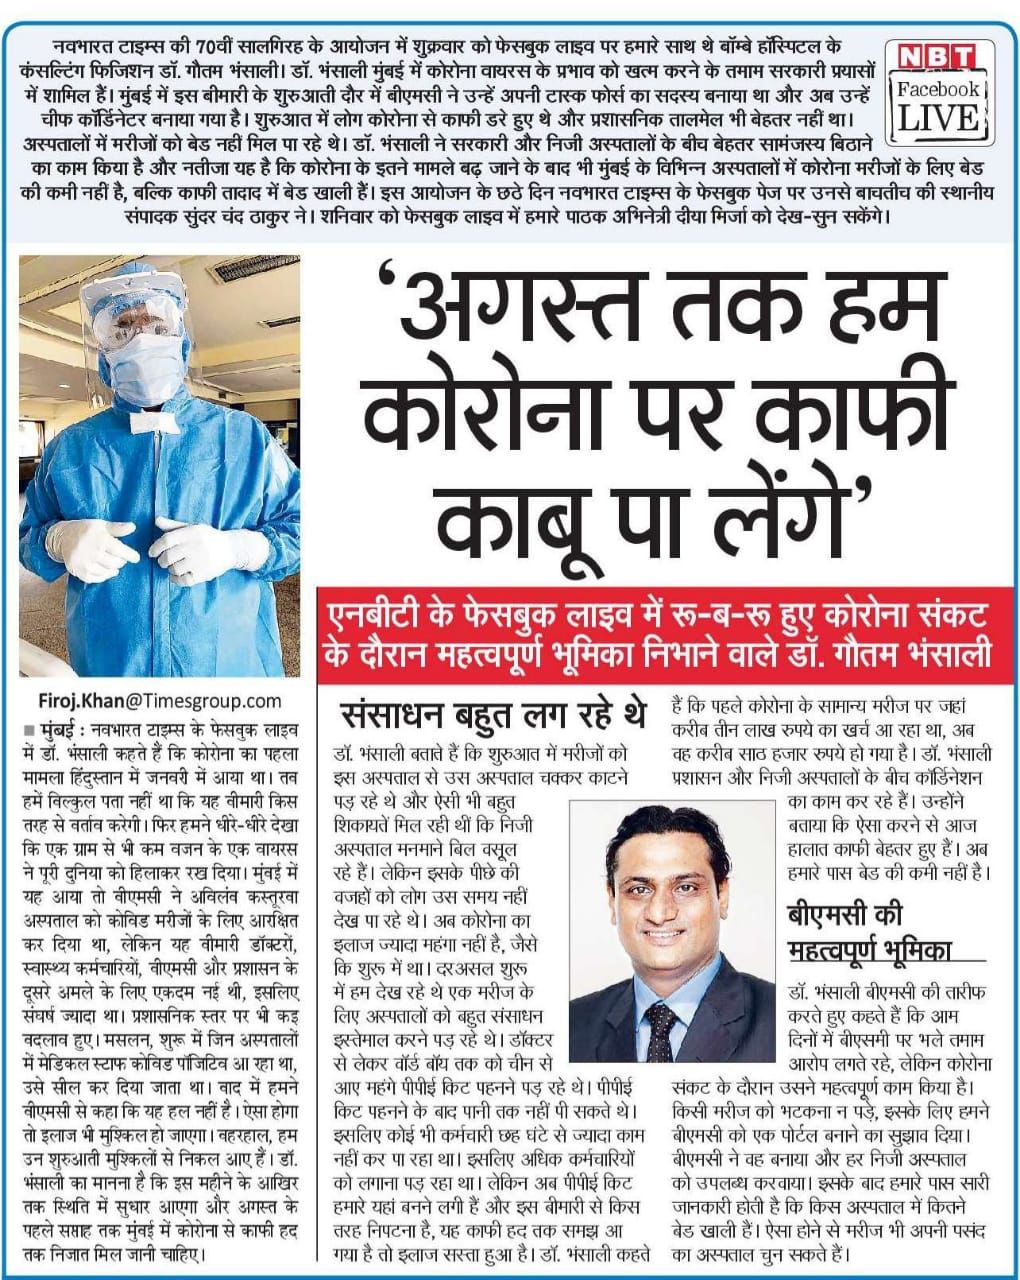 नवभारत टाइम्स की 70वीं सालगिरह के आयोजन में शुक्रवार को फेसबुक लाइव पर हमारे साथ थे बॉम्बे हॉस्पिटल के
कंसल्टिंग फिजिशन डॉ. गौतम भंसाली। डॉ. भंसाली मुंबई में कोरोना वायरस के प्रभाव को खत्म करने के तमाम सरकारी प्रयासों
में शामिल हैं। मुंबई में इस बीमारी के शुरुआती दौर में बीएमसी ने उन्हें अपनी टास्क फोर्स का सदस्य बनाया था और अब उन्हें
चीफ कॉर्डिनेटर बनाया गया है। शुरुआत में लोग कोरोना से काफी डरे हुए थे और प्रशासनिक तालमेल भी बेहतर नहीं था।
अस्पतालों में मरीजों को बेड नहीं मिल पा रहे थे। डॉ. भंसाली ने सरकारी और निजी अस्पतालों के बीच बेहतर सामंजस्य बिठाने
का काम किया है और नतीजा यह है कि कोरोना के इतने मामले बढ़ जाने के बाद भी मुंबई के विभिन्न अस्पतालों में कोरोना मरीजों के लिए बेड
की कमी नहीं है, बल्कि काफी तादाद में बेड खाली हैं। इस आयोजन के छठे दिन नवभारत टाइम्स के फेसबुक पेज पर उनसे बाचतीच की स्थानीय
संपादक सुंदर चंद ठाकुर ने। शनिवार को फेसबुक लाइव में हमारे पाठक अभिनेत्री दीया मिर्जा को देख-सुन सकेंगे।
NBT
Facebook
LIVE
‘अगस्त तक हम
कोरोना पर काफी
काबू पा लेंगे’
एनबीटी के फेसबुक लाइव में रू-ब-रू हुए कोरोना संकट
के दौरान महत्वपूर्ण भूमिका निभाने वाले डॉ. गौतम भंसाली
Firoj.Khan@Timesgroup.com
■ मुंबई : नवभारत टाइम्स के फेसबुक लाइव
में डॉ. भंसाली कहते हैं कि कोरोना का पहला
मामला हिंदुस्तान में जनवरी में आया था। तब
हमें बिल्कुल पता नहीं था कि यह बीमारी किस
तरह से बर्ताव करेगी। फिर हमने धीरे-धीरे देखा
कि एक ग्राम से भी कम वजन के एक वायरस
ने पूरी दुनिया को हिलाकर रख दिया। मुंबई में
यह आया तो बीएमसी ने अविलंब कस्तूरबा
अस्पताल को कोविड मरीजों के लिए आरक्षित
कर दिया था, लेकिन यह बीमारी डॉक्टरों,
स्वास्थ्य कर्मचारियों, बीएमसी और प्रशासन के
दूसरे अमले के लिए एकदम नई थी, इसलिए
संघर्ष ज्यादा था। प्रशासनिक स्तर पर भी कइ
बदलाव हुए। मसलन, शुरू में जिन अस्पतालों
में मेडिकल स्टाफ कोविड पॉजिटिव आ रहा था,
उसे सील कर दिया जाता था। बाद में हमने
बीएमसी से कहा कि यह हल नहीं है। ऐसा होगा
तो इलाज भी मुश्किल हो जाएगा। बहरहाल, हम
उन शुरुआती मुश्किलों से निकल आए हैं। डॉ.
भंसाली का मानना है कि इस महीने के आखिर
तक स्थिति में सुधार आएगा और अगस्त के
पहले सप्ताह तक मुंबई में कोरोना से काफी हद
तक निजात मिल जानी चाहिए।
संसाधन बहुत लग रहे थे
डॉ. भंसाली बताते हैं कि शुरुआत में मरीजों को
इस अस्पताल से उस अस्पताल चक्कर काटने
पड़ रहे थे और ऐसी भी बहुत
शिकायतें मिल रही थीं कि निजी
अस्पताल मनमाने बिल वसूल
रहे हैं। लेकिन इसके पीछे की
वजहों को लोग उस समय नहीं
देख पा रहे थे। अब कोरोना का
इलाज ज्यादा महंगा नहीं है, जैसे
कि शुरू में था। दरअसल शुरू
में हम देख रहे थे एक मरीज के
लिए अस्पतालों को बहुत संसाधन
इस्तेमाल करने पड़ रहे थे। डॉक्टर
से लेकर वॉर्ड बॉय तक को चीन से
आए महंगे पीपीई किट पहनने पड़ रहे थे। पीपीई
किट पहनने के बाद पानी तक नहीं पी सकते थे।
इसलिए कोई भी कर्मचारी छह घंटे से ज्यादा काम
नहीं कर पा रहा था। इसलिए अधिक कर्मचारियों
को लगाना पड़ रहा था। लेकिन अब पीपीई किट
हमारे यहां बनने लगी हैं और इस बीमारी से किस
तरह निपटना है, यह काफी हद तक समझ आ
गया है तो इलाज सस्ता हुआ है। डॉ. भंसाली कहते
हैं कि पहले कोरोना के सामान्य मरीज पर जहां
करीब तीन लाख रुपये का खर्च आ रहा था, अब
वह करीब साठ हजार रुपये हो गया है। डॉ. भंसाली
प्रशासन और निजी अस्पतालों के बीच कॉर्डिनेशन
का काम कर रहे हैं। उन्होंने
बताया कि ऐसा करने से आज
हालात काफी बेहतर हुए हैं। अब
हमारे पास बेड की कमी नहीं है।
बीएमसी की
महत्वपूर्ण भूमिका
डॉ. भंसाली बीएमसी की तारीफ
करते हुए कहते हैं कि आम
दिनों में बीएसमी पर भले तमाम
आरोप लगते रहे, लेकिन कोरोना
संकट के दौरान उसने महत्वपूर्ण काम किया है।
किसी मरीज को भटकना न पड़े, इसके लिए हमने
बीएमसी को एक पोर्टल बनाने का सुझाव दिया।
बीएमसी ने वह बनाया और हर निजी अस्पताल
को उपलब्ध करवाया। इसके बाद हमारे पास सारी
जानकारी होती है कि किस अस्पताल में कितने
बेड खाली हैं। ऐसा होने से मरीज भी अपनी पसंद
का अस्पताल चुन सकते हैं।